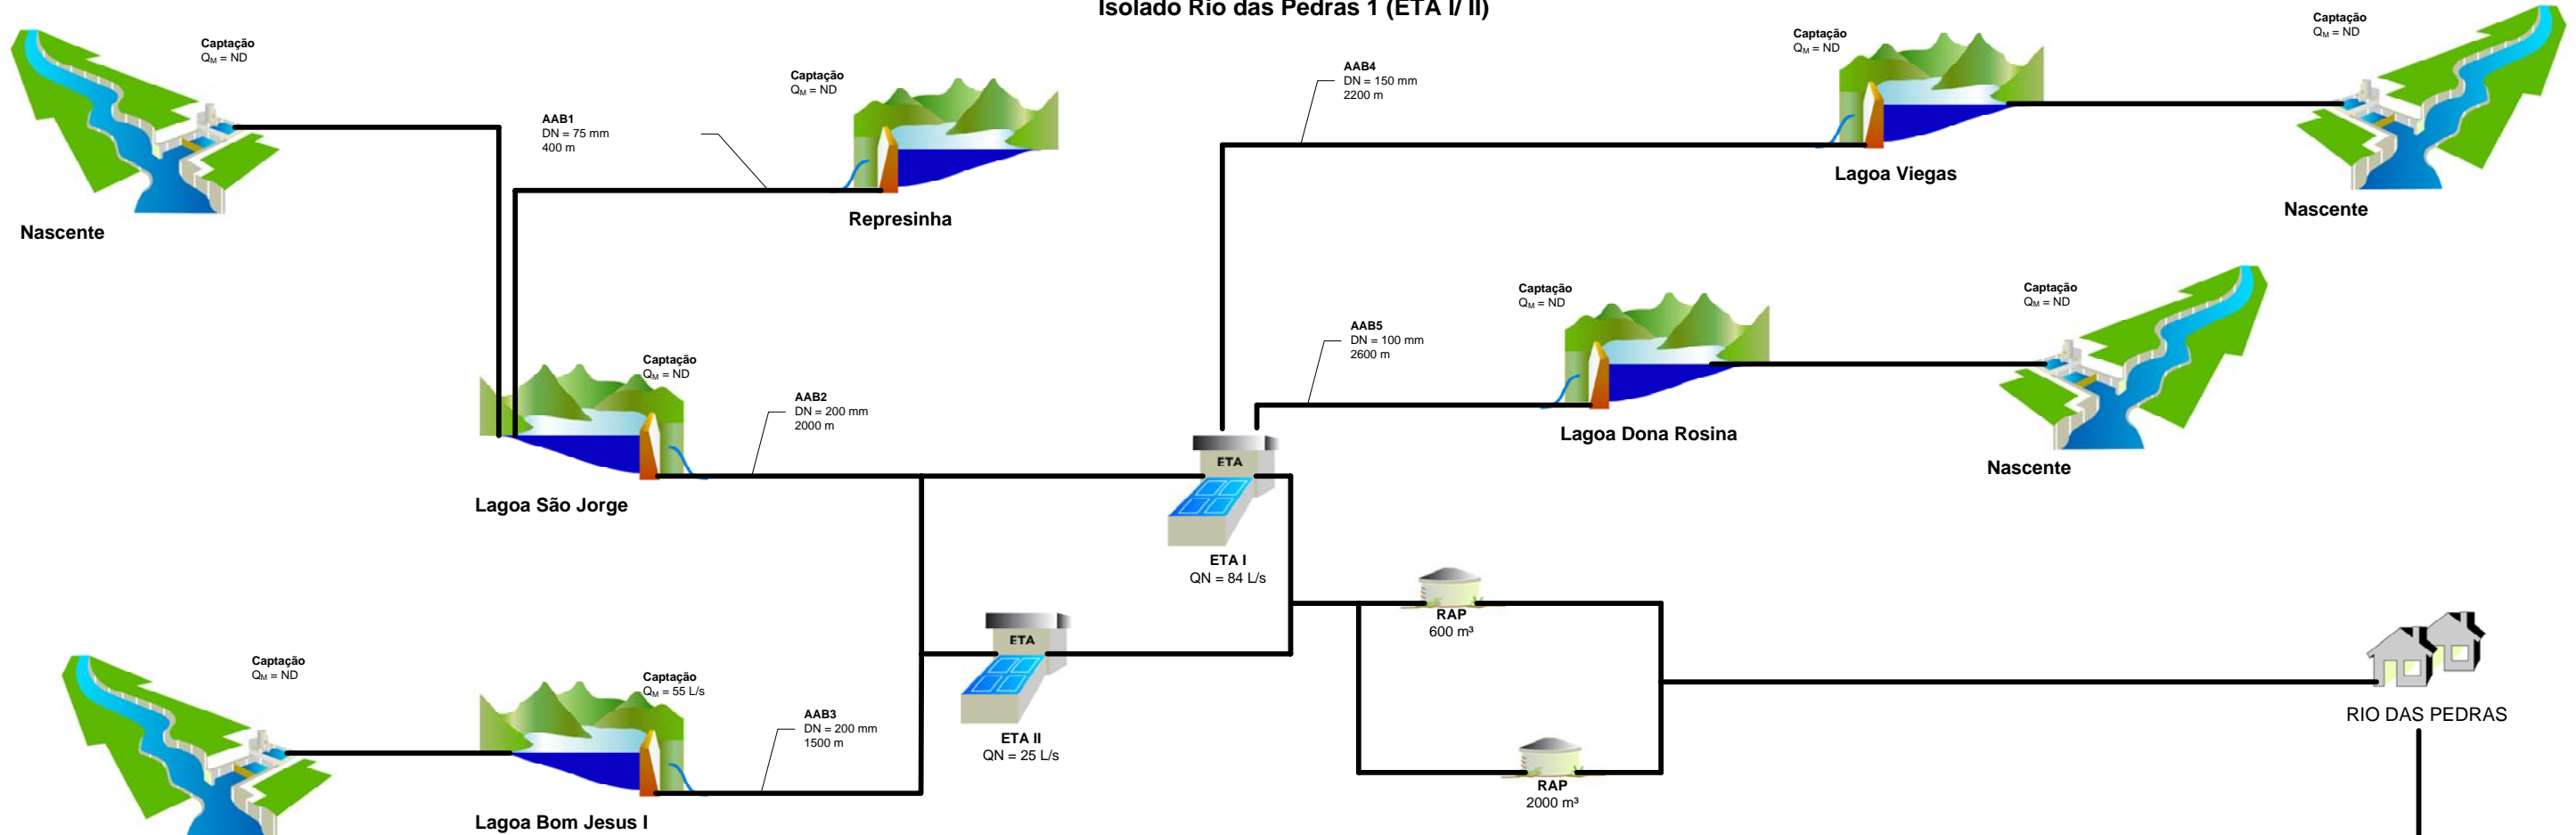 Isolado Rio das Pedras 1 (ETA I/ II)
Captação
QM = ND
Nascente
AAB1
DN = 75 mm
400 m
Captação
QM = ND
Represinha
AAB4
DN = 150 mm
2200 m
Captação
QM = ND
Lagoa Viegas
Captação
QM = ND
Nascente
Captação
QM = ND
Lagoa São Jorge
AAB2
DN = 200 mm
2000 m
AAB5
DN = 100 mm
2600 m
Captação
QM = ND
Lagoa Dona Rosina
Captação
QM = ND
Nascente
ETA
ETA I
QN = 84 L/s
ETA
ETA II
QN = 25 L/s
RAP
600 m³
RAP
2000 m³
RIO DAS PEDRAS
Captação
QM = ND
Captação
QM = 55 L/s
Lagoa Bom Jesus I
AAB3
DN = 200 mm
1500 m